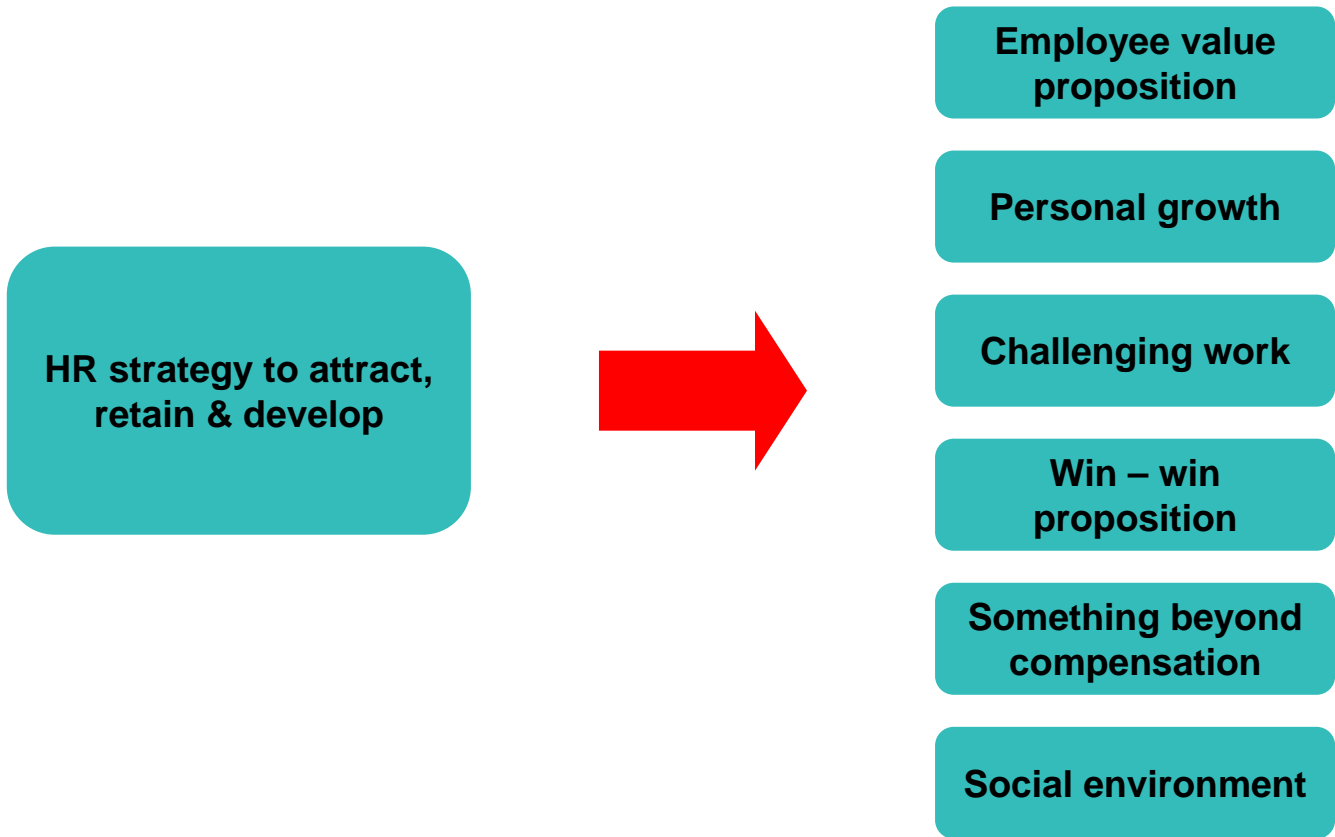 HR strategy to attract,
retain & develop
Employee value
proposition
Personal growth
Challenging work
Win – win
proposition
Something beyond
compensation
Social environment